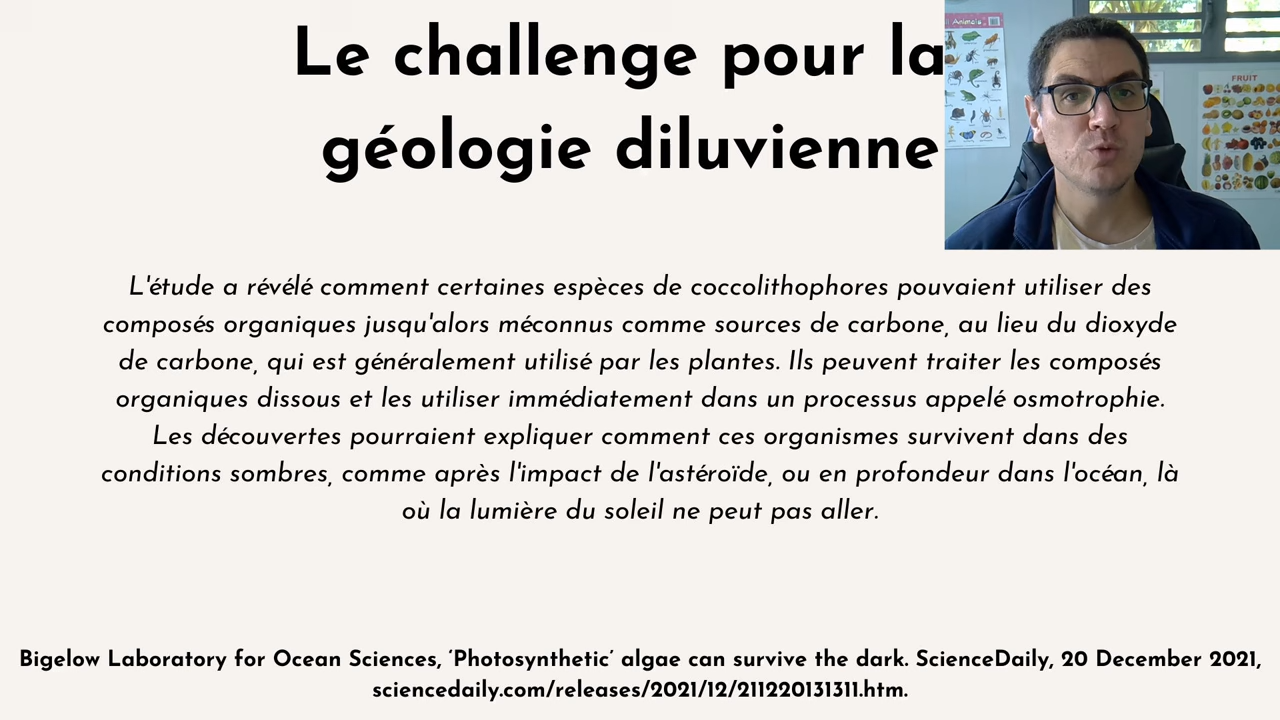 Le challenge pour la
géologie diluvienne
Animals
FRUIT
L'étude a révélé comment certaines espèces de coccolithophores pouvaient utiliser des
composés organiques jusqu'alors méconnus comme sources de carbone, au lieu du dioxyde
de carbone, qui est généralement utilisé par les plantes. Ils peuvent traiter les composés
organiques dissous et les utiliser immédiatement dans un processus appelé osmotrophie.
Les découvertes pourraient expliquer comment ces organismes survivent dans des
conditions sombres, comme après l'impact de l'astéroïde, ou en profondeur dans l'océan, là
où la lumière du soleil ne peut pas aller.
Bigelow Laboratory for Ocean Sciences, ‘Photosynthetic’ algae can survive the dark. ScienceDaily, 20 December 2021,
sciencedaily.com/releases/2021/12/211220131311.htm.